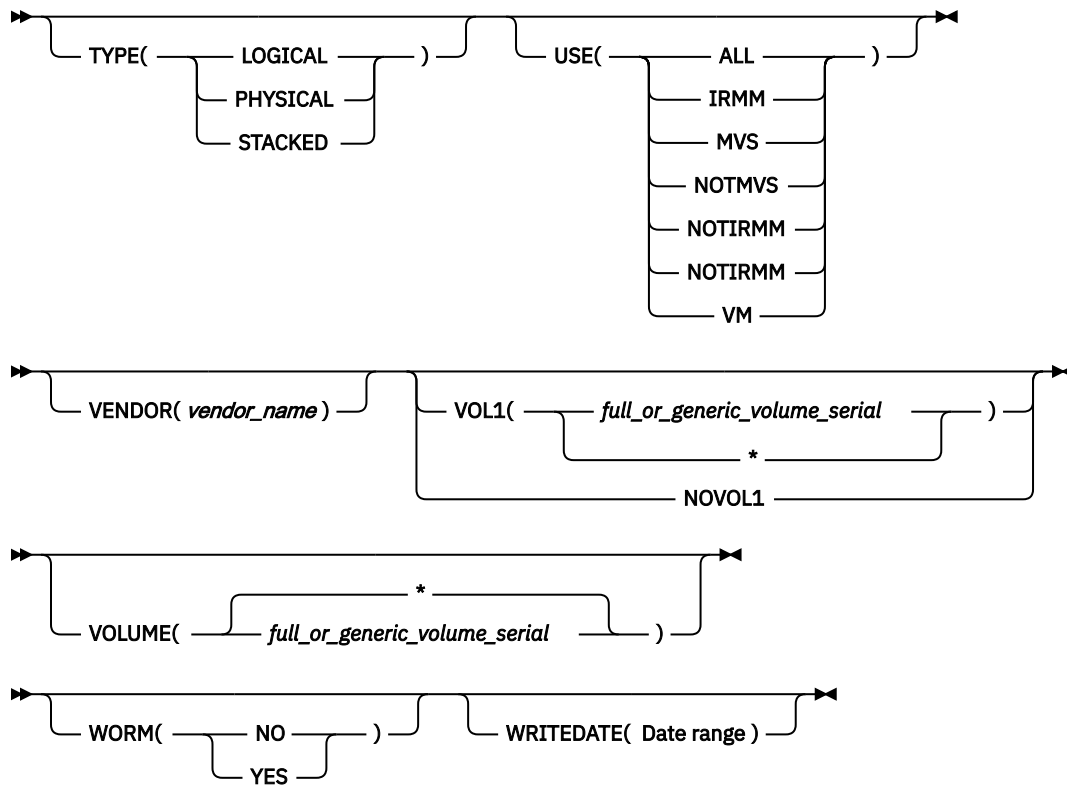 TYPE( LOGICAL ) USE( ALL )
PHYSICAL IRMM
STACKED MVS
NOTMVS
NOTIRMM
NOTIRMM
VM
VENDOR( vendor_name ) VOL1( full_or_generic_volume_serial )
*
NOVOL1
*
VOLUME( full_or_generic_volume_serial )
WORM( NO ) WRITEDATE( Date range )
YES